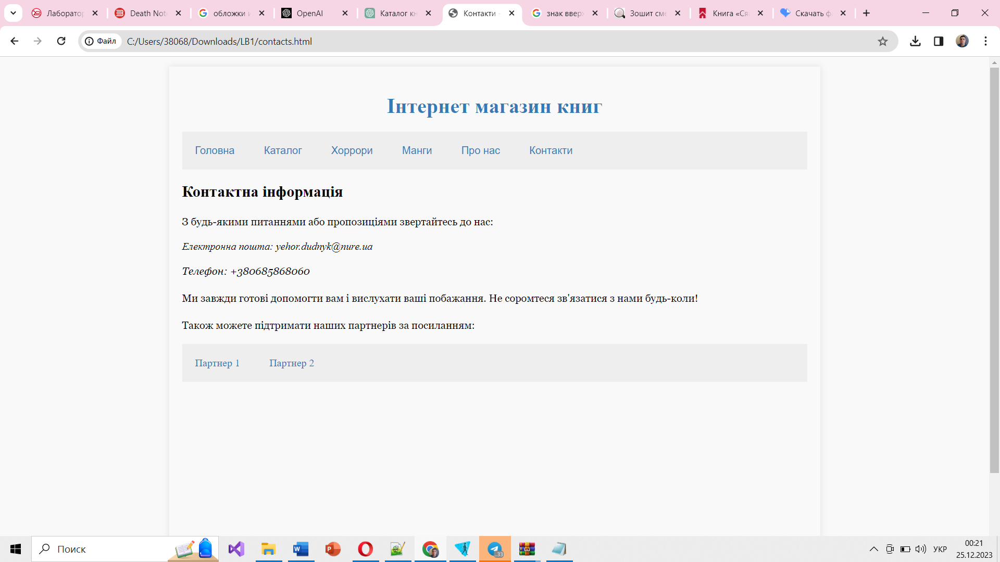 Лаборатор
Death Not
обложки и
OpenAI
Каталог кн
Контакти -
знак вверх
Зошит сме
Книга «Ся
Скачать ф
Файл
C:/Users/38068/Downloads/LB1/contacts.html
Інтернет магазин книг
Головна Каталог Хоррори Манги Про нас Контакти
Контактна інформація
З будь-якими питаннями або пропозиціями звертайтесь до нас:
Електронна пошта: yehor.dudnyk@nure.ua
Телефон: +380685868060
Ми завжди готові допомогти вам і вислухати ваші побажання. Не соромтеся зв'язатися з нами будь-коли!
Також можете підтримати наших партнерів за посиланням:
Партнер 1 Партнер 2
Поиск
..33
УКР
00:21
25.12.2023